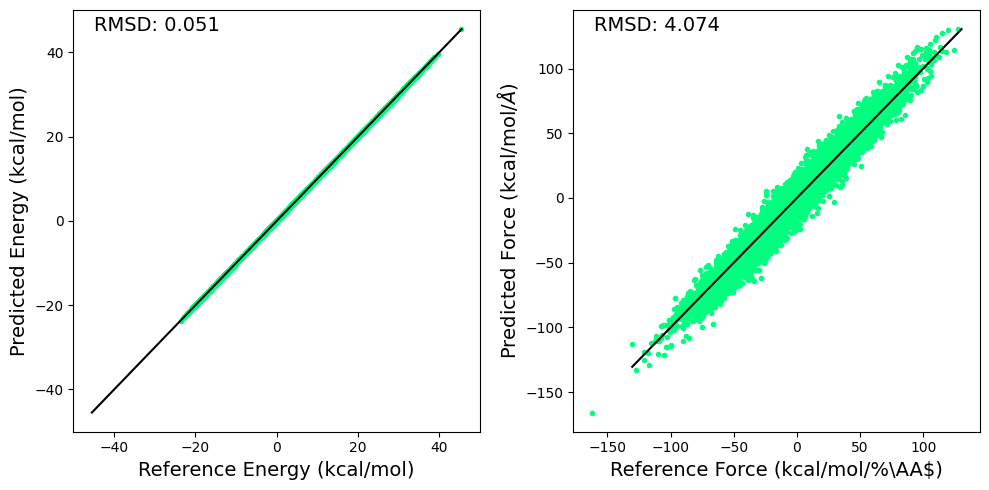 RMSD: 0.051
40
20
0
−20
−40
−40 −20 0 20 40
Predicted Energy (kcal/mol)
Reference Energy (kcal/mol)
RMSD: 4.074
100
50
0
−50
−100
−150
−150 −100 −50 0 50 100
Predicted Force (kcal/mol/Å)
Reference Force (kcal/mol/%\AA$)